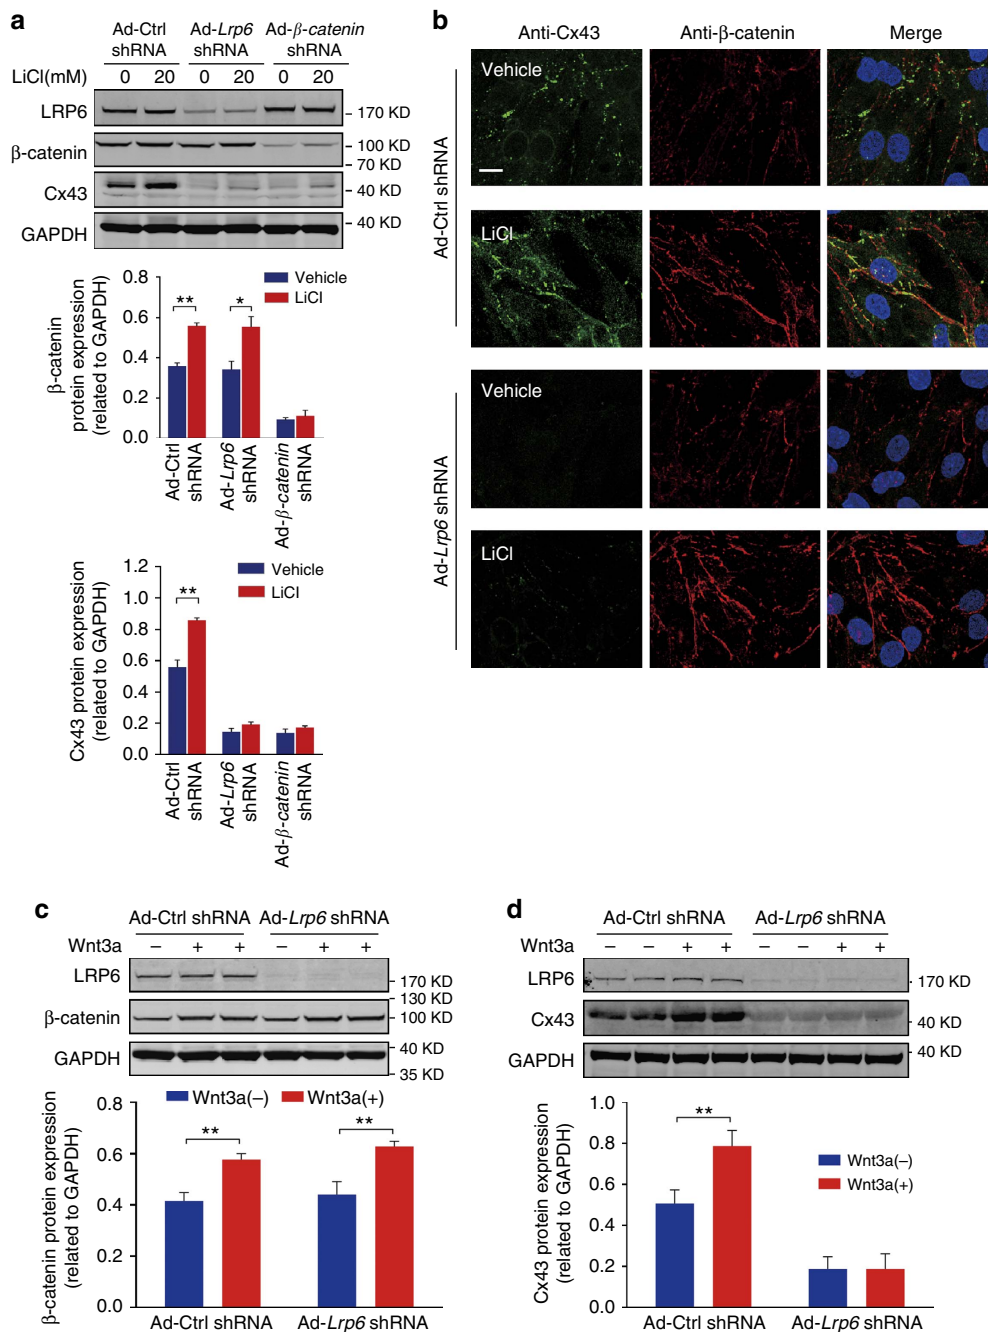 a
Ad-Ctrl shRNA
Ad-Lrp6 shRNA
Ad-β-catenin shRNA
LiCl(mM) 0 20 0 20 0 20
LRP6
170 KD
β-catenin
100 KD
70 KD
Cx43
40 KD
GAPDH
40 KD
β-catenin
protein expression
(related to GAPDH)
0.8
0.6
0.4
0.2
0.0
Vehicle
LiCl
**
*
Ad-Ctrl
shRNA
Ad-Lrp6
shRNA
Ad-β-catenin
shRNA
Cx43 protein expression
(related to GAPDH)
1.2
1.0
0.8
0.6
0.4
0.2
0.0
Vehicle
LiCl
**
Ad-Ctrl
shRNA
Ad-Lrp6
shRNA
Ad-β-catenin
shRNA
b
Anti-Cx43 Anti-β-catenin Merge
Ad-Ctrl shRNA
Vehicle
LiCl
Ad-Lrp6 shRNA
Vehicle
LiCl
c
Ad-Ctrl shRNA Ad-Lrp6 shRNA
Wnt3a – + + – + +
LRP6
170 KD
130 KD
β-catenin
100 KD
GAPDH
40 KD
35 KD
β-catenin protein expression
(related to GAPDH)
0.8
0.6
0.4
0.2
0.0
Wnt3a(–) Wnt3a(+)
**
**
Ad-Ctrl shRNA Ad-Lrp6 shRNA
d
Ad-Ctrl shRNA Ad-Lrp6 shRNA
Wnt3a – – + + – – + +
LRP6
170 KD
Cx43
40 KD
GAPDH
40 KD
Cx43 protein expression
(related to GAPDH)
1.0
0.8
0.6
0.4
0.2
0.0
**
Wnt3a(–)
Wnt3a(+)
Ad-Ctrl shRNA Ad-Lrp6 shRNA